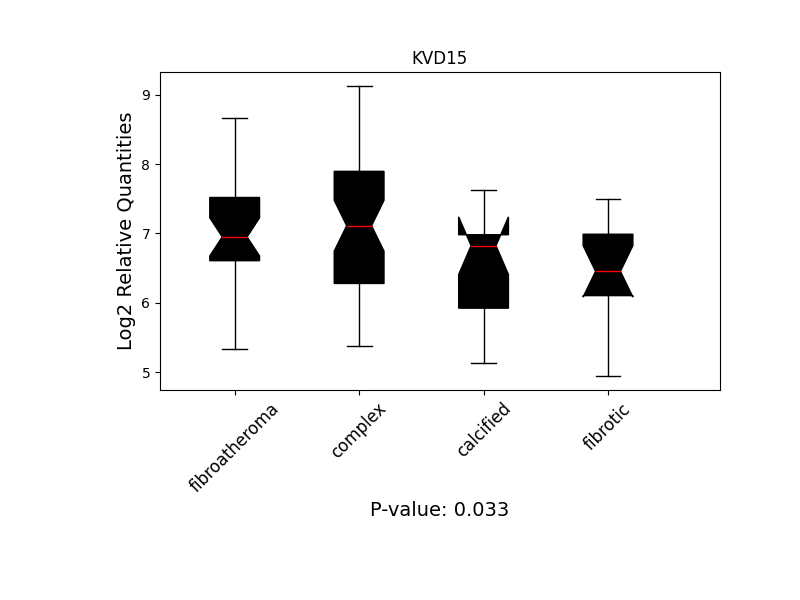 KVD15
Log2 Relative Quantities
9
8
7
6
5
fibroatheroma
complex
calcified
fibrotic
P-value: 0.033